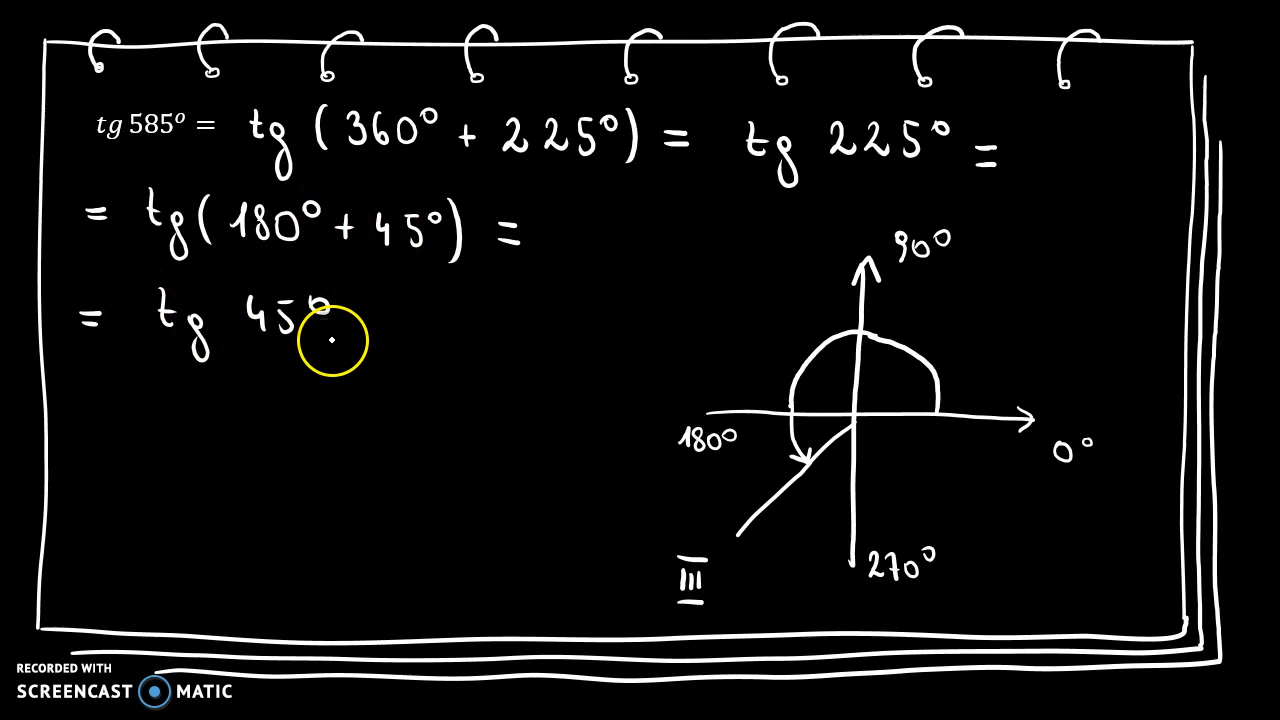 tg 585° = tg (360° + 225°) = tg 225° =
= tg(180° + 45°) =
= tg 45°
90°
180°
0°
270°
III
RECORDED WITH
SCREENCAST MATIC